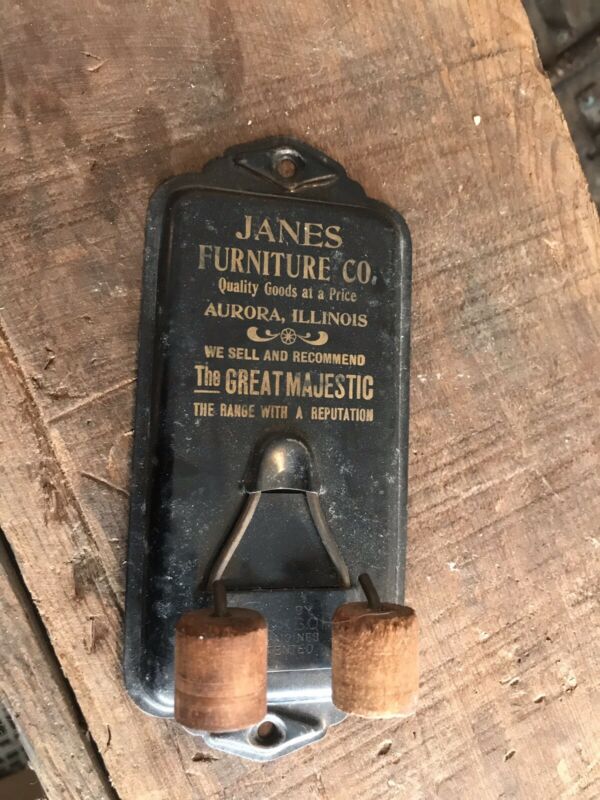 JANES
FURNITURE CO.
Quality Goods at a Price
AURORA, ILLINOIS
WE SELL AND RECOMMEND
The GREAT MAJESTIC
THE RANGE WITH A REPUTATION
BY